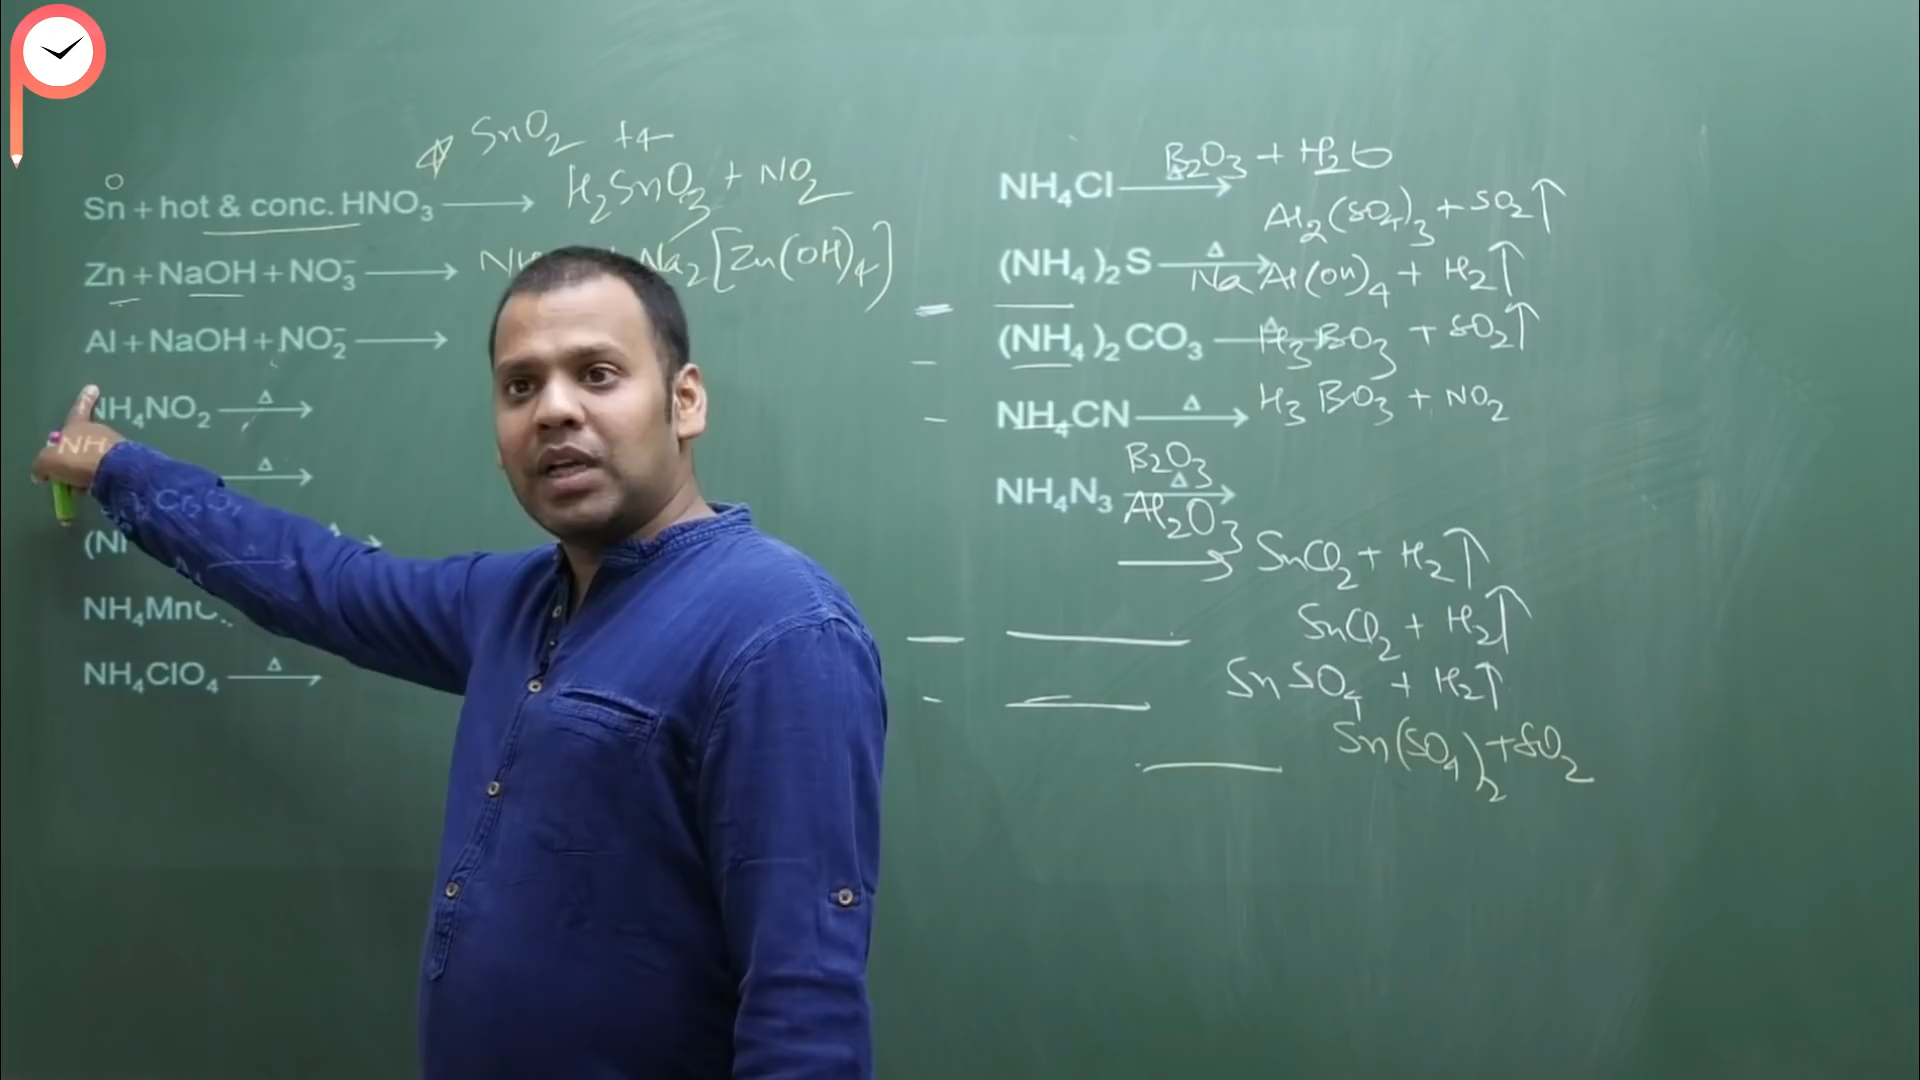 SnO2 +4
0
Sn + hot & conc. HNO₃ ⟶ H2SnO3 + NO2
Zn + NaOH + NO₃⁻ ⟶ Na2[Zn(OH)4]
Al + NaOH + NO₂⁻ ⟶
NH₄NO₂ —Δ→
NH
—Δ→
(N
NH₄Mn
NH₄ClO₄ —Δ→
B2O3 + H2O
NH₄Cl —Δ→
Al2(SO4)3 + SO2↑
(NH₄)₂S —Δ→
Na Al(OH)4 + H2↑
(NH₄)₂CO₃ —Δ→ H3BO3 + SO2↑
NH₄CN —Δ→ H3BO3 + NO2
B2O3
NH₄N₃ —Δ→
Al2O3
⟶ SnCl2 + H2↑
SnCl2 + H2↑
SnSO4 + H2↑
Sn(SO4)2 + SO2